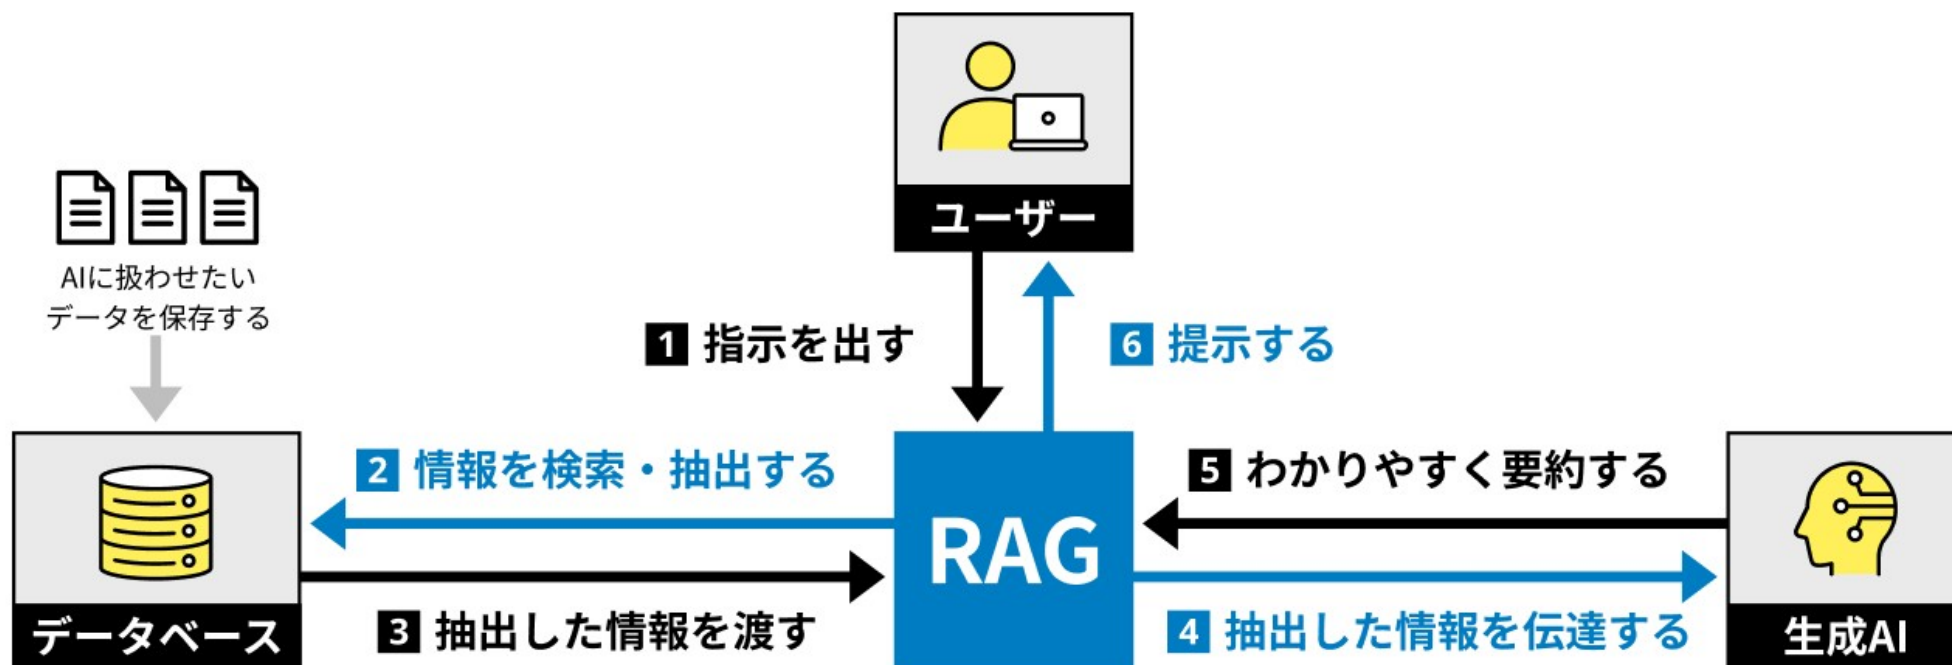 ユーザー
AIに扱わせたい
データを保存する
1 指示を出す
6 提示する
2 情報を検索・抽出する
5 わかりやすく要約する
RAG
3 抽出した情報を渡す
4 抽出した情報を伝達する
データベース
生成AI